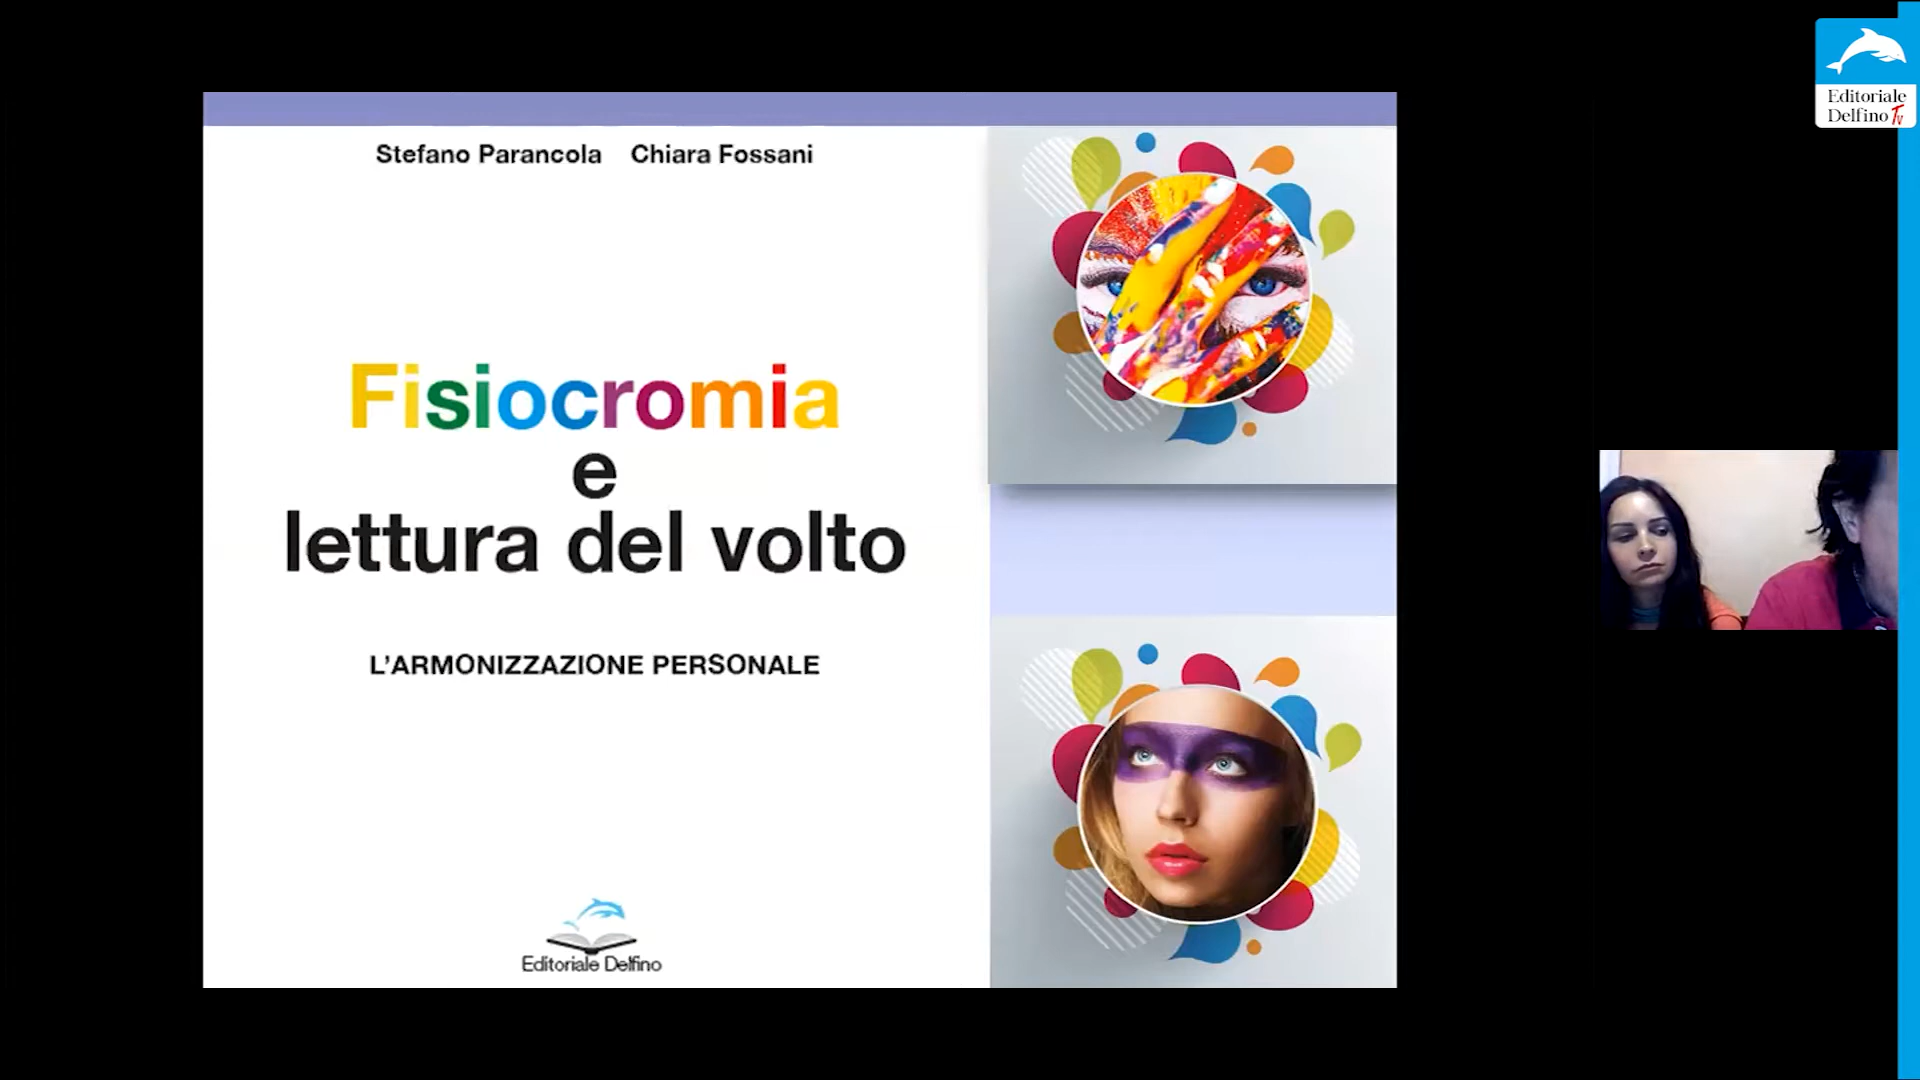 Stefano Parancola Chiara Fossani
Fisiocromia
e
lettura del volto
L'ARMONIZZAZIONE PERSONALE
Editoriale Delfino
Editoriale
Delfino Tv